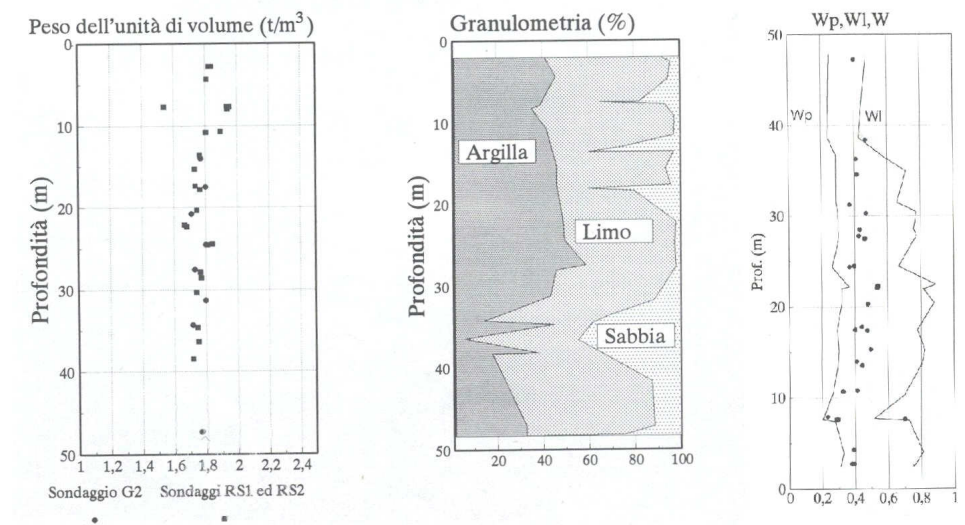 Peso dell'unità di volume (t/m³)
0
10
20
30
40
50
Profondità (m)
1 1,2 1,4 1,6 1,8 2 2,2 2,4
Sondaggio G2 Sondaggi RS1 ed RS2
Granulometria (%)
0
10
20
30
40
50
Profondità (m)
Argilla
Limo
Sabbia
20 40 60 80 100
Wp,Wl,W
50
40
30
20
10
0
Prof. (m)
Wp Wl
0 0,2 0,4 0,6 0,8 1